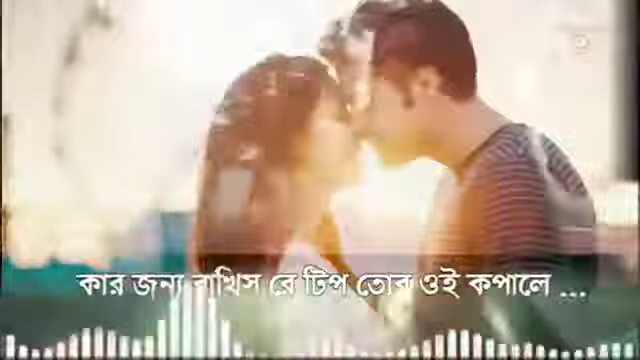 কার জন্য রাখিস রে টিপ তোর ওই কপালে ...